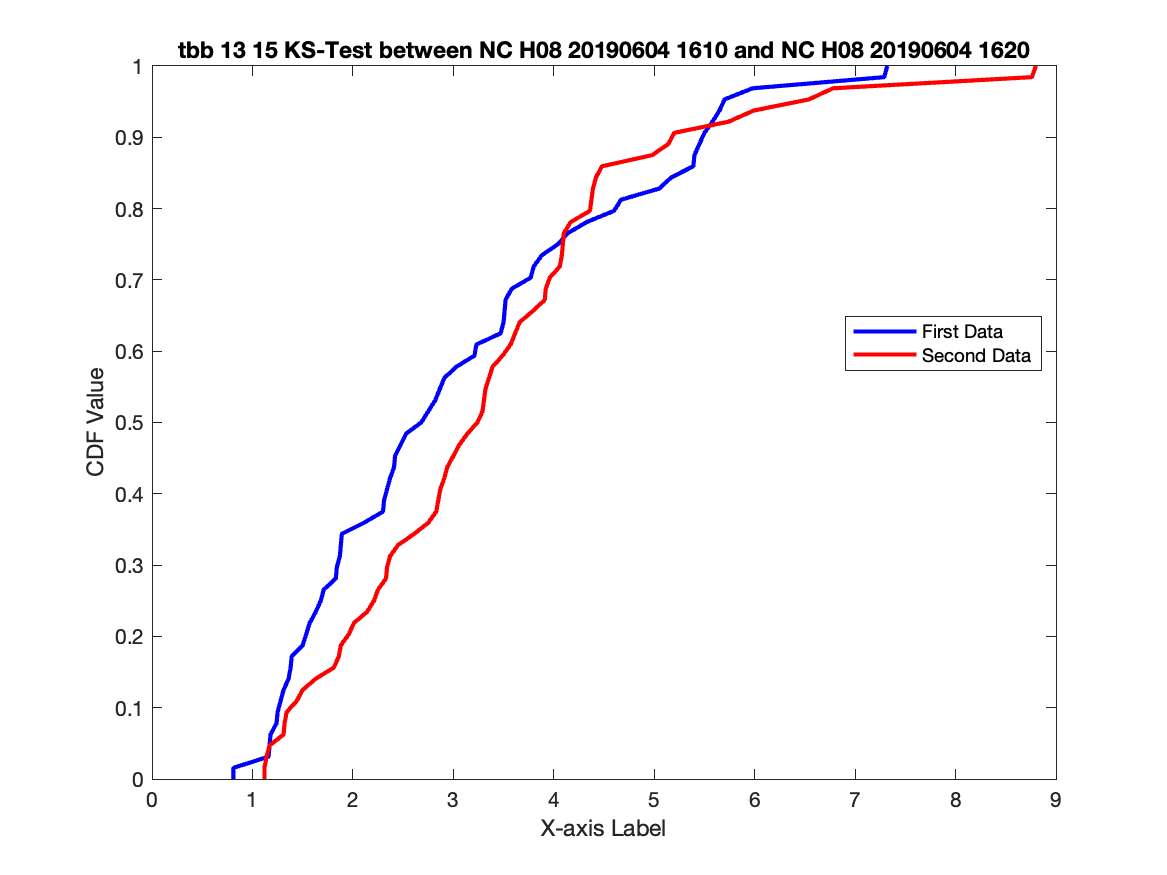 tbb 13 15 KS-Test between NC H08 20190604 1610 and NC H08 20190604 1620
1
0.9
0.8
0.7
0.6
0.5
0.4
0.3
0.2
0.1
0
CDF Value
First Data
Second Data
0 1 2 3 4 5 6 7 8 9
X-axis Label